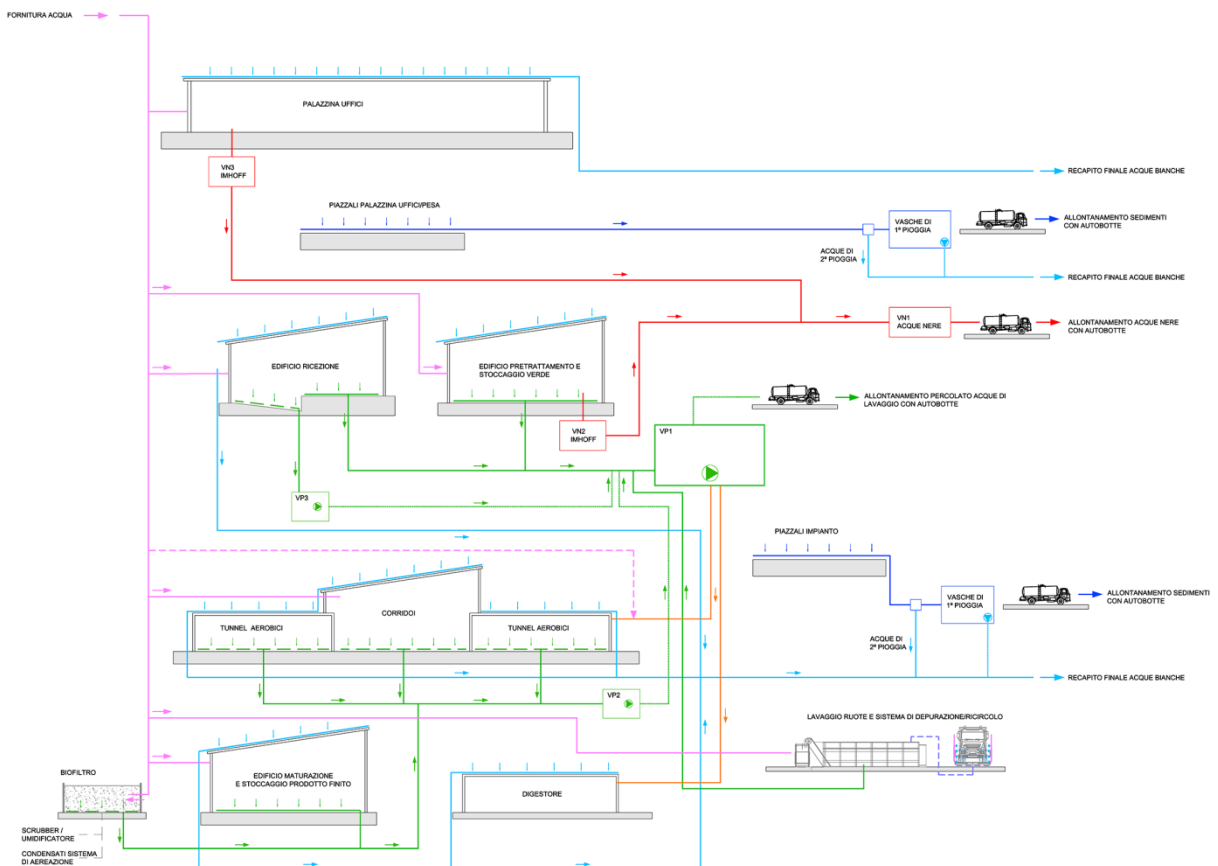 FORNITURA ACQUA
PALAZZINA UFFICI
VN3
IMHOFF
RECAPITO FINALE ACQUE BIANCHE
PIAZZALI PALAZZINA UFFICI/PESA
VASCHE DI
1ª PIOGGIA
ALLONTANAMENTO SEDIMENTI
CON AUTOBOTTE
ACQUE DI
2ª PIOGGIA
RECAPITO FINALE ACQUE BIANCHE
VN1
ACQUE NERE
ALLONTANAMENTO ACQUE NERE
CON AUTOBOTTE
EDIFICIO RICEZIONE
EDIFICIO PRETRATTAMENTO E
STOCCAGGIO VERDE
ALLONTANAMENTO PERCOLATO ACQUE DI
LAVAGGIO CON AUTOBOTTE
VN2
IMHOFF
VP1
VP3
PIAZZALI IMPIANTO
CORRIDOI
TUNNEL AEROBICI
TUNNEL AEROBICI
VASCHE DI
1ª PIOGGIA
ALLONTANAMENTO SEDIMENTI
CON AUTOBOTTE
ACQUE DI
2ª PIOGGIA
RECAPITO FINALE ACQUE BIANCHE
VP2
LAVAGGIO RUOTE E SISTEMA DI DEPURAZIONE/RICIRCOLO
BIOFILTRO
EDIFICIO MATURAZIONE
E STOCCAGGIO PRODOTTO FINITO
DIGESTORE
SCRUBBER /
UMIDIFICATORE
CONDENSATI SISTEMA
DI AEREAZIONE